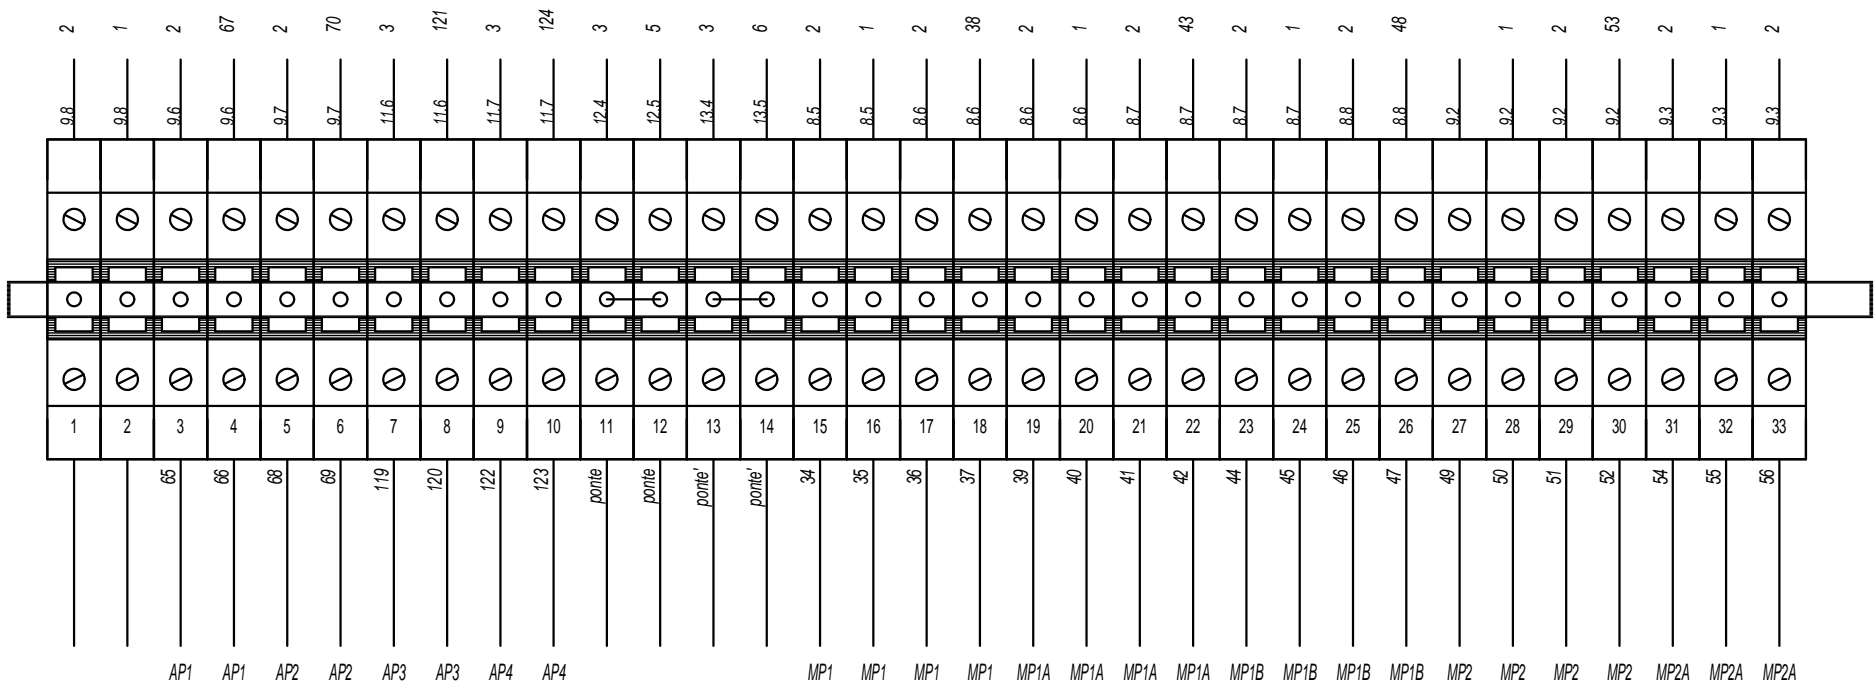 2 1 2 67 2 70 3 121 3 124 3 5 3 6 2 1 2 38 2 1 2 43 2 1 2 48 1 2 53 2 1 2
9.8 9.8 9.6 9.6 9.7 9.7 11.6 11.6 11.7 11.7 12.4 12.5 13.4 13.5 8.5 8.5 8.6 8.6 8.6 8.6 8.7 8.7 8.7 8.7 8.8 8.8 9.2 9.2 9.2 9.2 9.3 9.3 9.3
1 2 3 4 5 6 7 8 9 10 11 12 13 14 15 16 17 18 19 20 21 22 23 24 25 26 27 28 29 30 31 32 33
65 66 68 69 119 120 122 123 ponte ponte ponte' ponte' 34 35 36 37 39 40 41 42 44 45 46 47 49 50 51 52 54 55 56
AP1 AP1 AP2 AP2 AP3 AP3 AP4 AP4 MP1 MP1 MP1 MP1 MP1A MP1A MP1A MP1A MP1B MP1B MP1B MP1B MP2 MP2 MP2 MP2 MP2A MP2A MP2A